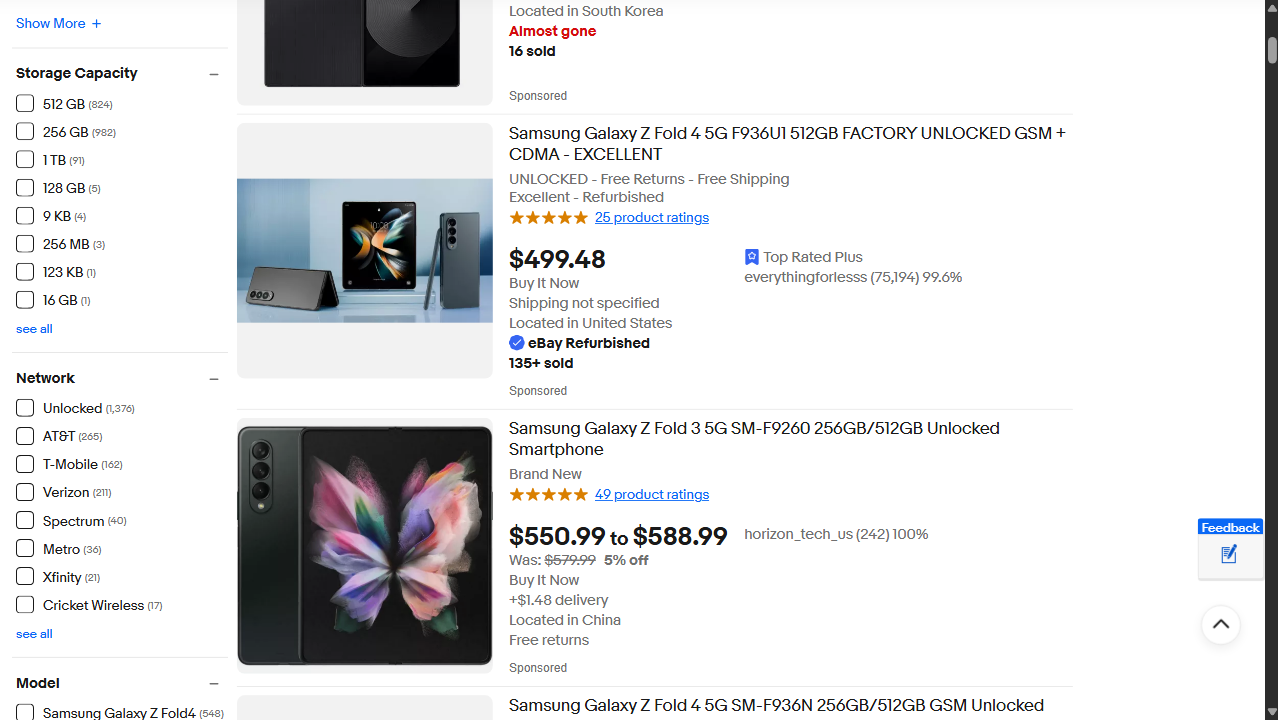 Show More +
Storage Capacity
512 GB (824)
256 GB (982)
1 TB (91)
128 GB (5)
9 KB (4)
256 MB (3)
123 KB (1)
16 GB (1)
see all
Network
Unlocked (1,376)
AT&T (265)
T-Mobile (162)
Verizon (211)
Spectrum (40)
Metro (36)
Xfinity (21)
Cricket Wireless (17)
see all
Model
Samsung Galaxy Z Fold4 (548)
Located in South Korea
Almost gone
16 sold
Sponsored
Samsung Galaxy Z Fold 4 5G F936U1 512GB FACTORY UNLOCKED GSM +
CDMA - EXCELLENT
UNLOCKED - Free Returns - Free Shipping
Excellent - Refurbished
25 product ratings
$499.48
Buy It Now
Shipping not specified
Located in United States
eBay Refurbished
135+ sold
Top Rated Plus
everythingforlesss (75,194) 99.6%
Sponsored
Samsung Galaxy Z Fold 3 5G SM-F9260 256GB/512GB Unlocked
Smartphone
Brand New
49 product ratings
$550.99 to $588.99
Was: $579.99 5% off
Buy It Now
+$1.48 delivery
Located in China
Free returns
horizon_tech_us (242) 100%
Sponsored
Samsung Galaxy Z Fold 4 5G SM-F936N 256GB/512GB GSM Unlocked
Feedback